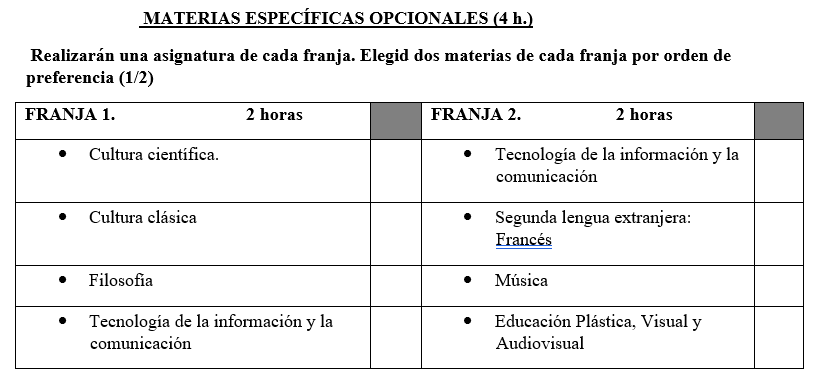 MATERIAS ESPECÍFICAS OPCIONALES (4 h.)
Realizarán una asignatura de cada franja. Elegid dos materias de cada franja por orden de
preferencia (1/2)
FRANJA 1. 2 horas
FRANJA 2. 2 horas
• Cultura científica.
• Tecnología de la información y la
comunicación
• Cultura clásica
• Segunda lengua extranjera:
Francés
• Filosofía
• Música
• Tecnología de la información y la
comunicación
• Educación Plástica, Visual y
Audiovisual